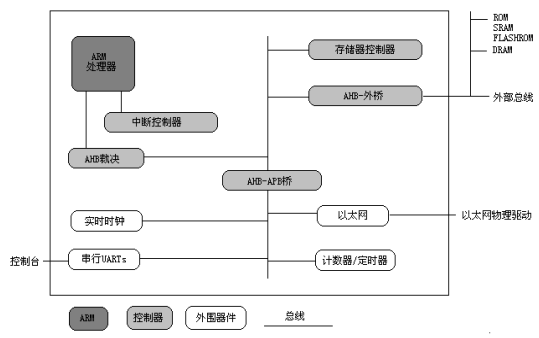 ROM
SRAM
FLASHROM
DRAM
ARM
处理器
存储器控制器
AHB-外桥
外部总线
中断控制器
AHB裁决
AHB-APB桥
实时时钟
以太网
以太网物理驱动
控制台
串行UARTs
计数器/定时器
ARM
控制器
外围器件
总线